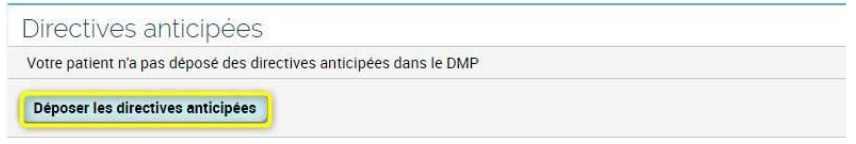 Directives anticipées
Votre patient n'a pas déposé des directives anticipées dans le DMP
Déposer les directives anticipées